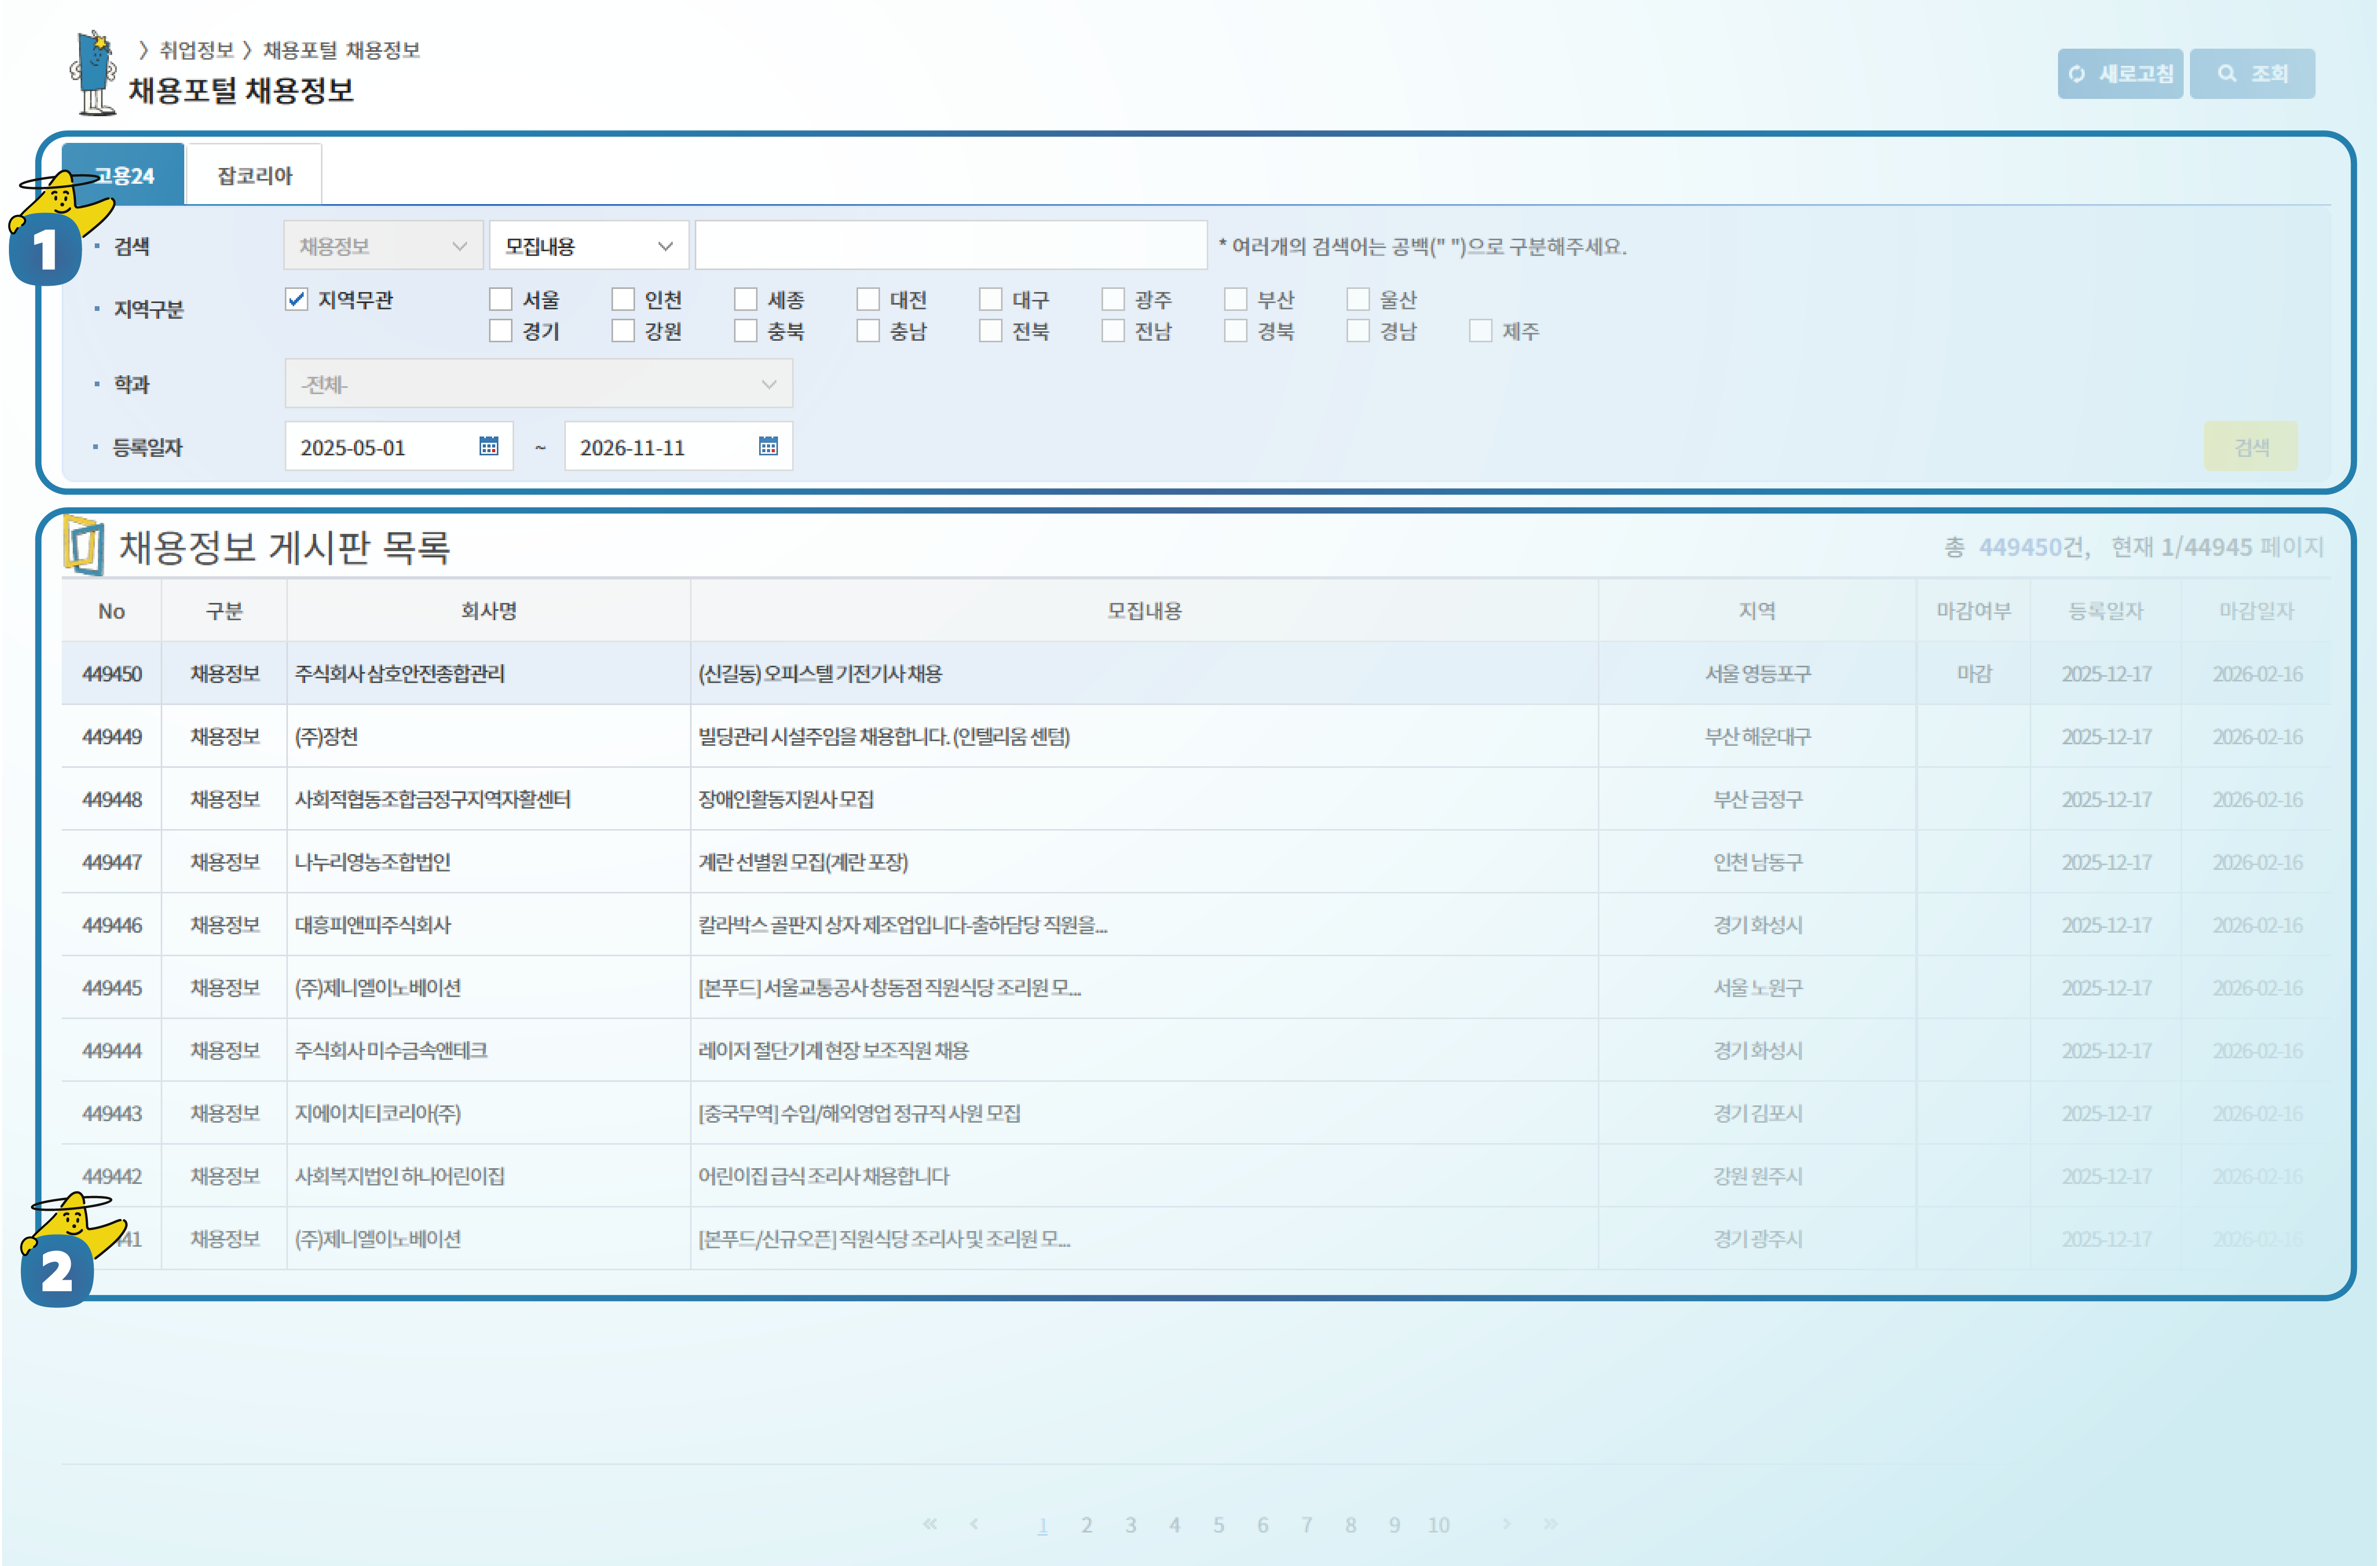 〉 취업정보 〉 채용포털 채용정보
채용포털 채용정보
새로고침
조회
고용24
잡코리아
1
검색
채용정보
모집내용
* 여러개의 검색어는 공백(" ")으로 구분해주세요.
지역구분
지역무관 서울 인천 세종 대전 대구 광주 부산 울산
경기 강원 충북 충남 전북 전남 경북 경남 제주
학과
-전체-
등록일자
2025-05-01 ~ 2026-11-11
검색
채용정보 게시판 목록
총 449450건, 현재 1/44945 페이지
No 구분 회사명 모집내용 지역 마감여부 등록일자 마감일자
449450 채용정보 주식회사 삼호안전종합관리 (신길동) 오피스텔 기전기사 채용 서울 영등포구 마감 2025-12-17 2026-02-16
449449 채용정보 (주)장천 빌딩관리 시설주임을 채용합니다. (인텔리움 센텀) 부산 해운대구 2025-12-17 2026-02-16
449448 채용정보 사회적협동조합금정구지역자활센터 장애인활동지원사 모집 부산 금정구 2025-12-17 2026-02-16
449447 채용정보 나누리영농조합법인 계란 선별원 모집(계란 포장) 인천 남동구 2025-12-17 2026-02-16
449446 채용정보 대흥피앤피주식회사 칼라박스 골판지 상자 제조업입니다-출하담당 직원을... 경기 화성시 2025-12-17 2026-02-16
449445 채용정보 (주)제니엘이노베이션 [본푸드] 서울교통공사 창동점 직원식당 조리원 모... 서울 노원구 2025-12-17 2026-02-16
449444 채용정보 주식회사 미수금속앤테크 레이저 절단기계 현장 보조직원 채용 경기 화성시 2025-12-17 2026-02-16
449443 채용정보 지에이치티코리아(주) [중국무역] 수입/해외영업 정규직 사원 모집 경기 김포시 2025-12-17 2026-02-16
449442 채용정보 사회복지법인 하나어린이집 어린이집 급식 조리사 채용합니다 강원 원주시 2025-12-17 2026-02-16
41 채용정보 (주)제니엘이노베이션 [본푸드/신규오픈] 직원식당 조리사 및 조리원 모... 경기 광주시 2025-12-17 2026-02-16
2
« ‹ 1 2 3 4 5 6 7 8 9 10 › »